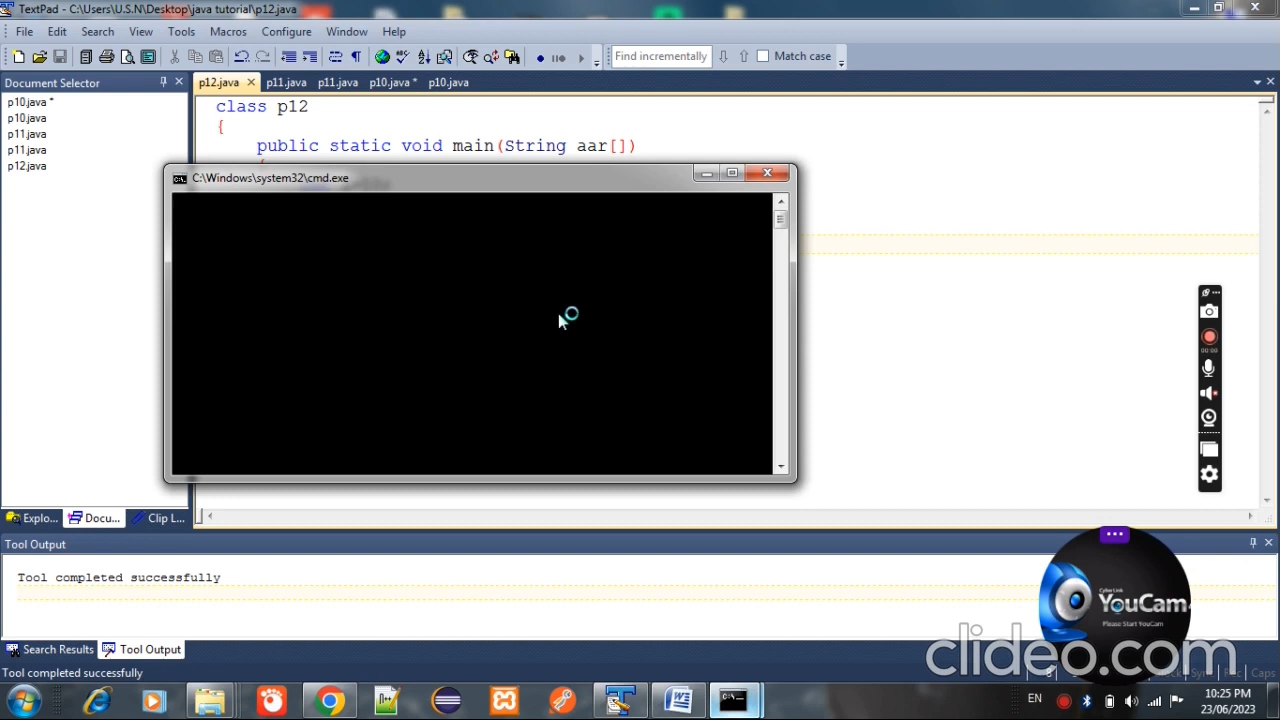 TextPad - C:\Users\U.S.N\Desktop\java tutorial\p12.java
File Edit Search View Tools Macros Configure Window Help
Find incrementally
Match case
Document Selector
p12.java p11.java p11.java p10.java * p10.java
p10.java *
p10.java
p11.java
p11.java
p12.java
class p12
{
public static void main(String aar[])
C:\Windows\system32\cmd.exe
Explo... Docu... Clip L...
Tool Output
Tool completed successfully
CyberLink
YouCam
Please Start YouCam
clideo.com
Search Results Tool Output
Tool completed successfully
Caps
EN
10:25 PM
23/06/2023